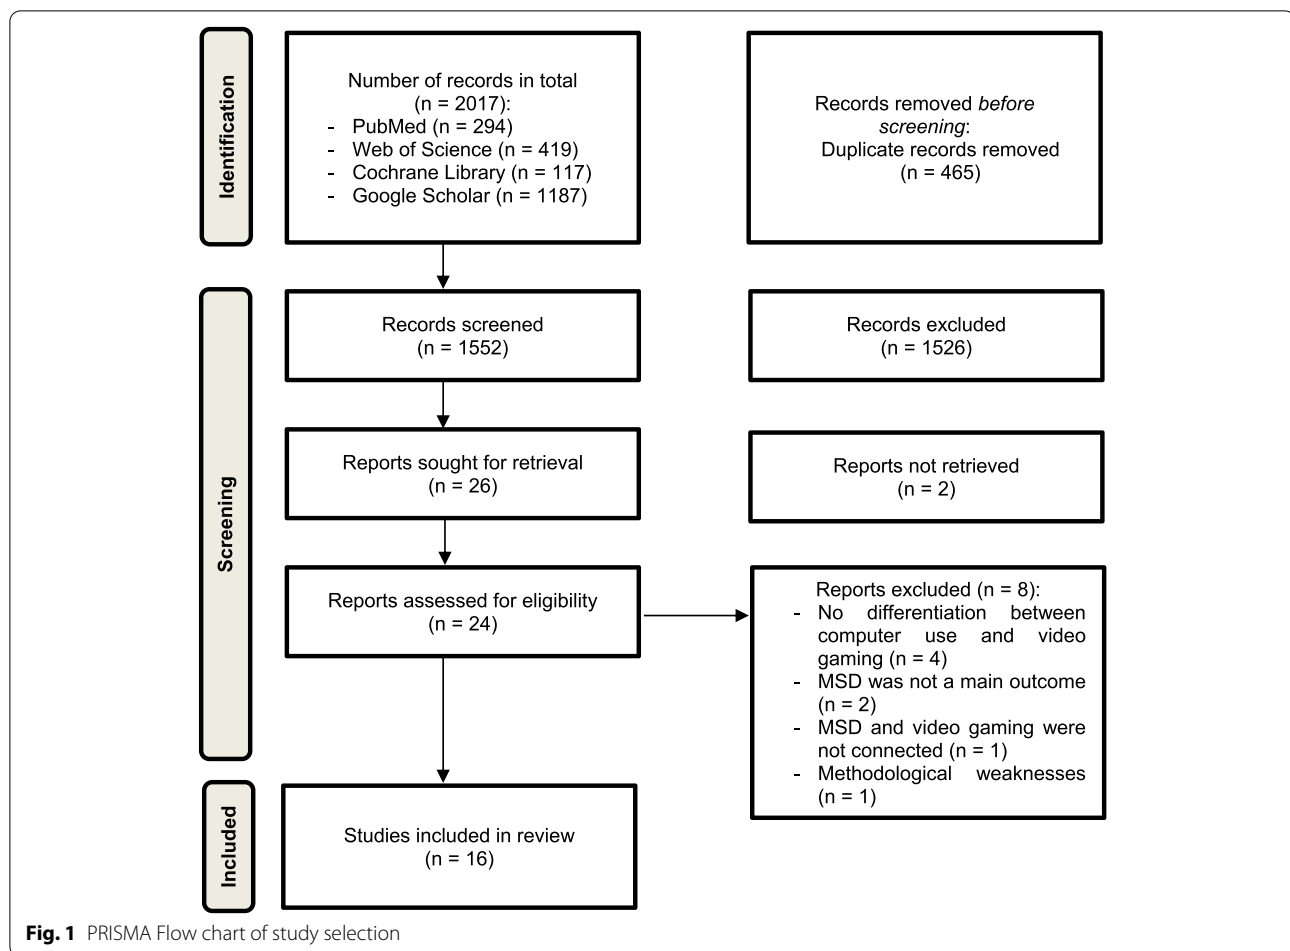 Identification
Number of records in total
(n = 2017):
- PubMed (n = 294)
- Web of Science (n = 419)
- Cochrane Library (n = 117)
- Google Scholar (n = 1187)
Records removed before
screening:
Duplicate records removed
(n = 465)
Screening
Records screened
(n = 1552)
Records excluded
(n = 1526)
Reports sought for retrieval
(n = 26)
Reports not retrieved
(n = 2)
Reports assessed for eligibility
(n = 24)
Reports excluded (n = 8):
- No differentiation between
computer use and video
gaming (n = 4)
- MSD was not a main outcome
(n = 2)
- MSD and video gaming were
not connected (n = 1)
- Methodological weaknesses
(n = 1)
Included
Studies included in review
(n = 16)
Fig. 1 PRISMA Flow chart of study selection